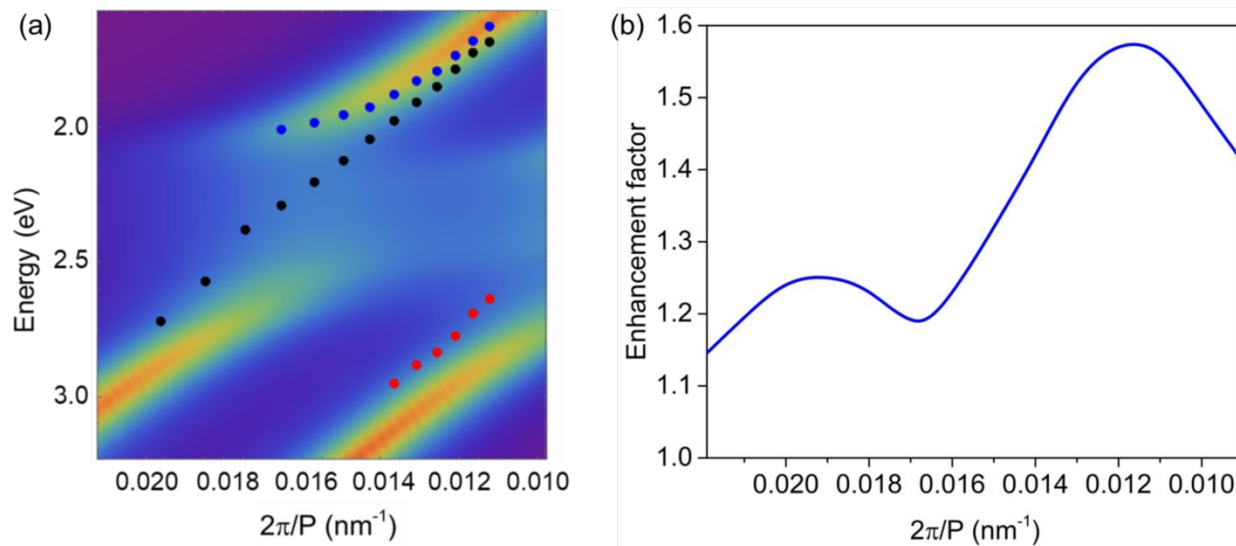 (a)
2.0
2.5
3.0
Energy (eV)
0.020 0.018 0.016 0.014 0.012 0.010
2π/P (nm⁻¹)
(b)
1.6
1.5
1.4
1.3
1.2
1.1
1.0
Enhancement factor
0.020 0.018 0.016 0.014 0.012 0.010
2π/P (nm⁻¹)